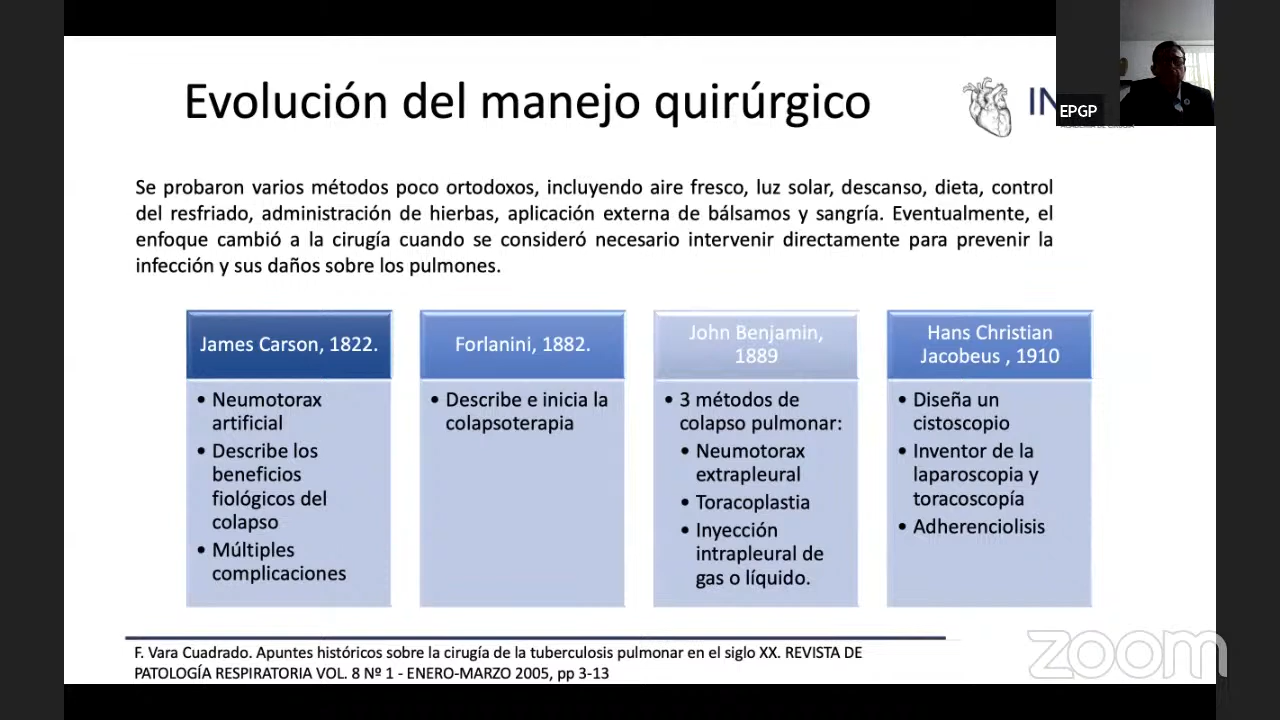 Evolución del manejo quirúrgico
IN
EPGP
Se probaron varios métodos poco ortodoxos, incluyendo aire fresco, luz solar, descanso, dieta, control
del resfriado, administración de hierbas, aplicación externa de bálsamos y sangría. Eventualmente, el
enfoque cambió a la cirugía cuando se consideró necesario intervenir directamente para prevenir la
infección y sus daños sobre los pulmones.
James Carson, 1822.
• Neumotorax
artificial
• Describe los
beneficios
fiológicos del
colapso
• Múltiples
complicaciones
Forlanini, 1882.
• Describe e inicia la
colapsoterapia
John Benjamin,
1889
• 3 métodos de
colapso pulmonar:
• Neumotorax
extrapleural
• Toracoplastia
• Inyección
intrapleural de
gas o líquido.
Hans Christian
Jacobeus , 1910
• Diseña un
cistoscopio
• Inventor de la
laparoscopia y
toracoscopía
• Adherenciolisis
F. Vara Cuadrado. Apuntes históricos sobre la cirugía de la tuberculosis pulmonar en el siglo XX. REVISTA DE
PATOLOGÍA RESPIRATORIA VOL. 8 Nº 1 - ENERO-MARZO 2005, pp 3-13
zoom